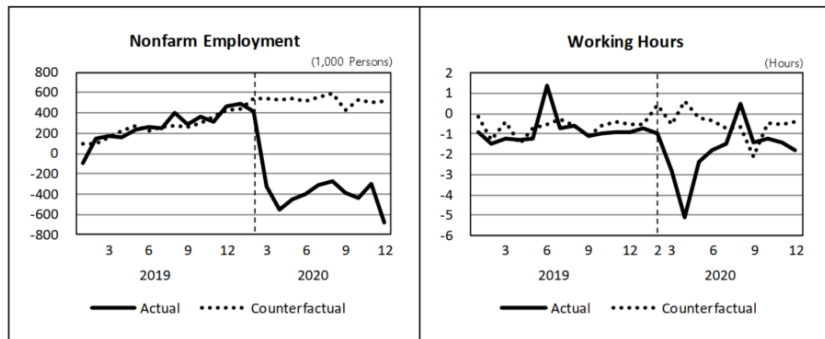 Nonfarm Employment
(1,000 Persons)
800
600
400
200
0
-200
-400
-600
-800
3 6 9 12 3 6 9 12
2019 2020
Actual Counterfactual
Working Hours
(Hours)
2
1
0
-1
-2
-3
-4
-5
-6
3 6 9 12 2 3 6 9 12
2019 2020
Actual Counterfactual